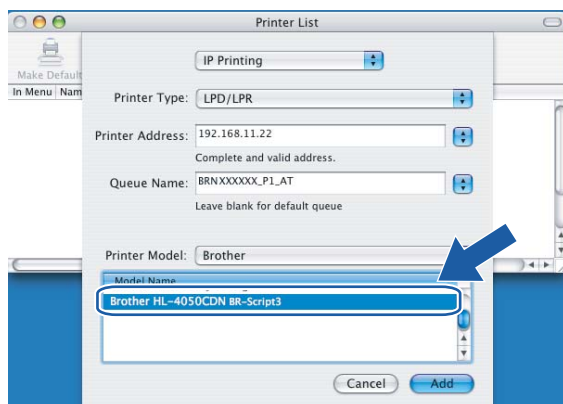 Printer List
IP Printing
Make Default
In Menu Nam
Printer Type: LPD/LPR
Printer Address: 192.168.11.22
Complete and valid address.
Queue Name: BRNXXXXXX_P1_AT
Leave blank for default queue
Printer Model: Brother
Model Name
Brother HL-4050CDN BR-Script3
Cancel Add